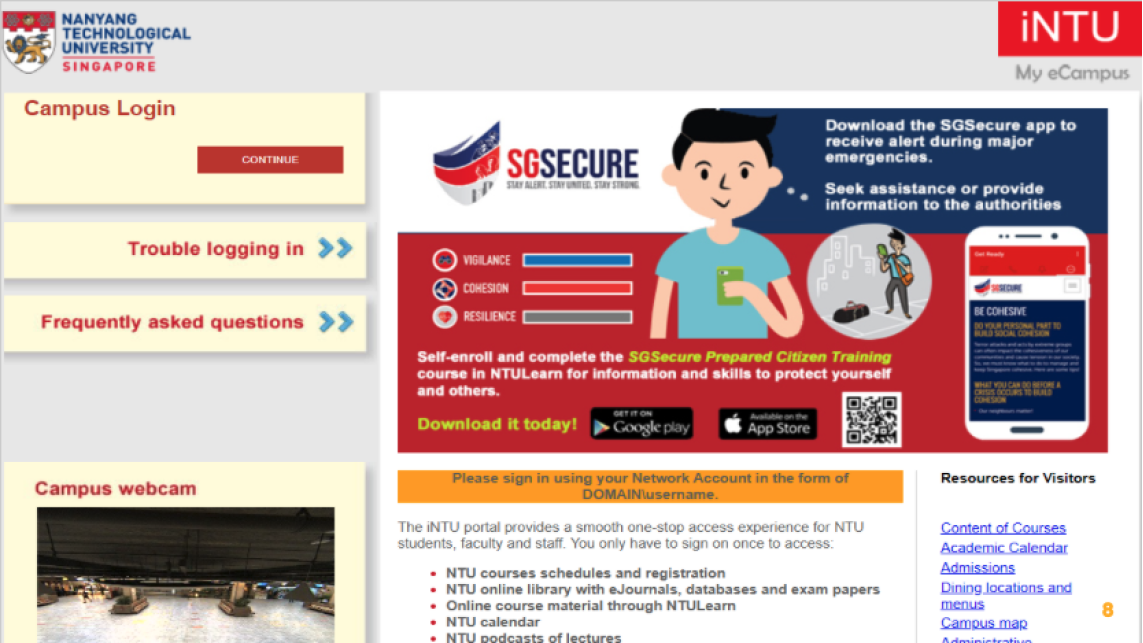 NANYANG
TECHNOLOGICAL
UNIVERSITY
SINGAPORE
iNTU
My eCampus
Campus Login
CONTINUE
Trouble logging in
Frequently asked questions
Campus webcam
SGSECURE
STAY ALERT. STAY UNITED. STAY STRONG.
Download the SGSecure app to
receive alert during major
emergencies.
Seek assistance or provide
information to the authorities
VIGILANCE
COHESION
RESILIENCE
Get Ready
SGSECURE
BE COHESIVE
DO YOUR PERSONAL PART TO
BUILD SOCIAL COHESION
WHAT YOU CAN DO BEFORE A
CRISIS OCCURS TO BUILD
COHESION
Self-enroll and complete the SGSecure Prepared Citizen Training
course in NTULearn for information and skills to protect yourself
and others.
Download it today!
GET IT ON
Google play
Available on the
App Store
Please sign in using your Network Account in the form of
DOMAIN\username.
The iNTU portal provides a smooth one-stop access experience for NTU
students, faculty and staff. You only have to sign on once to access:
• NTU courses schedules and registration
• NTU online library with eJournals, databases and exam papers
• Online course material through NTULearn
• NTU calendar
• NTU podcasts of lectures
Resources for Visitors
Content of Courses
Academic Calendar
Admissions
Dining locations and
menus
Campus map
Administrative
8